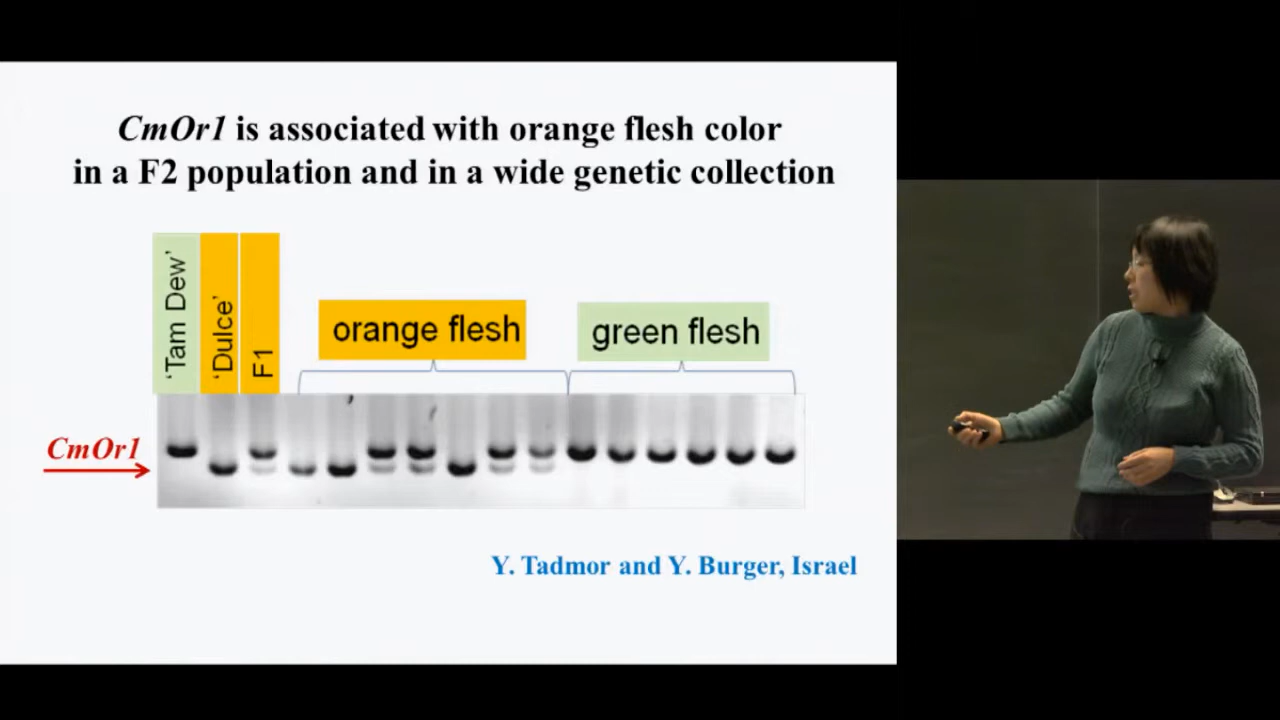 CmOr1 is associated with orange flesh color
in a F2 population and in a wide genetic collection
'Tam Dew'
'Dulce'
F1
orange flesh
green flesh
CmOr1
Y. Tadmor and Y. Burger, Israel